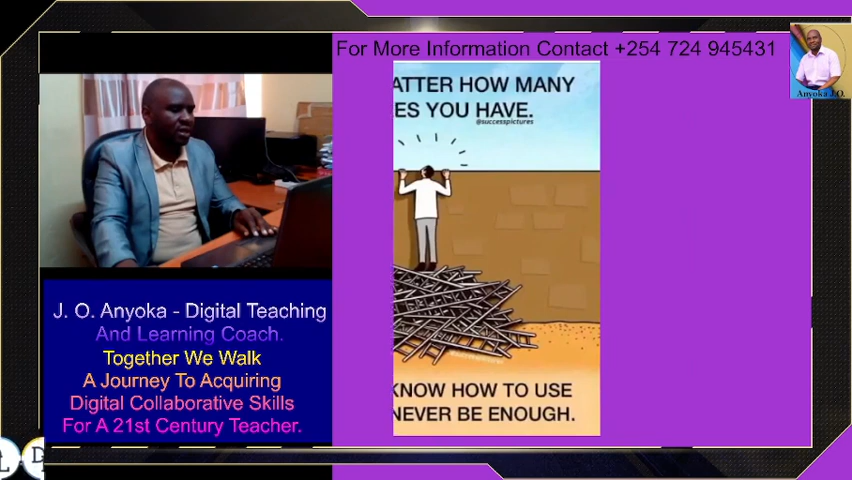 For More Information Contact +254 724 945431
Anyoka J.O.
ATTER HOW MANY
ES YOU HAVE.
@successpictures
KNOW HOW TO USE
NEVER BE ENOUGH.
J. O. Anyoka - Digital Teaching
And Learning Coach.
Together We Walk
A Journey To Acquiring
Digital Collaborative Skills
For A 21st Century Teacher.